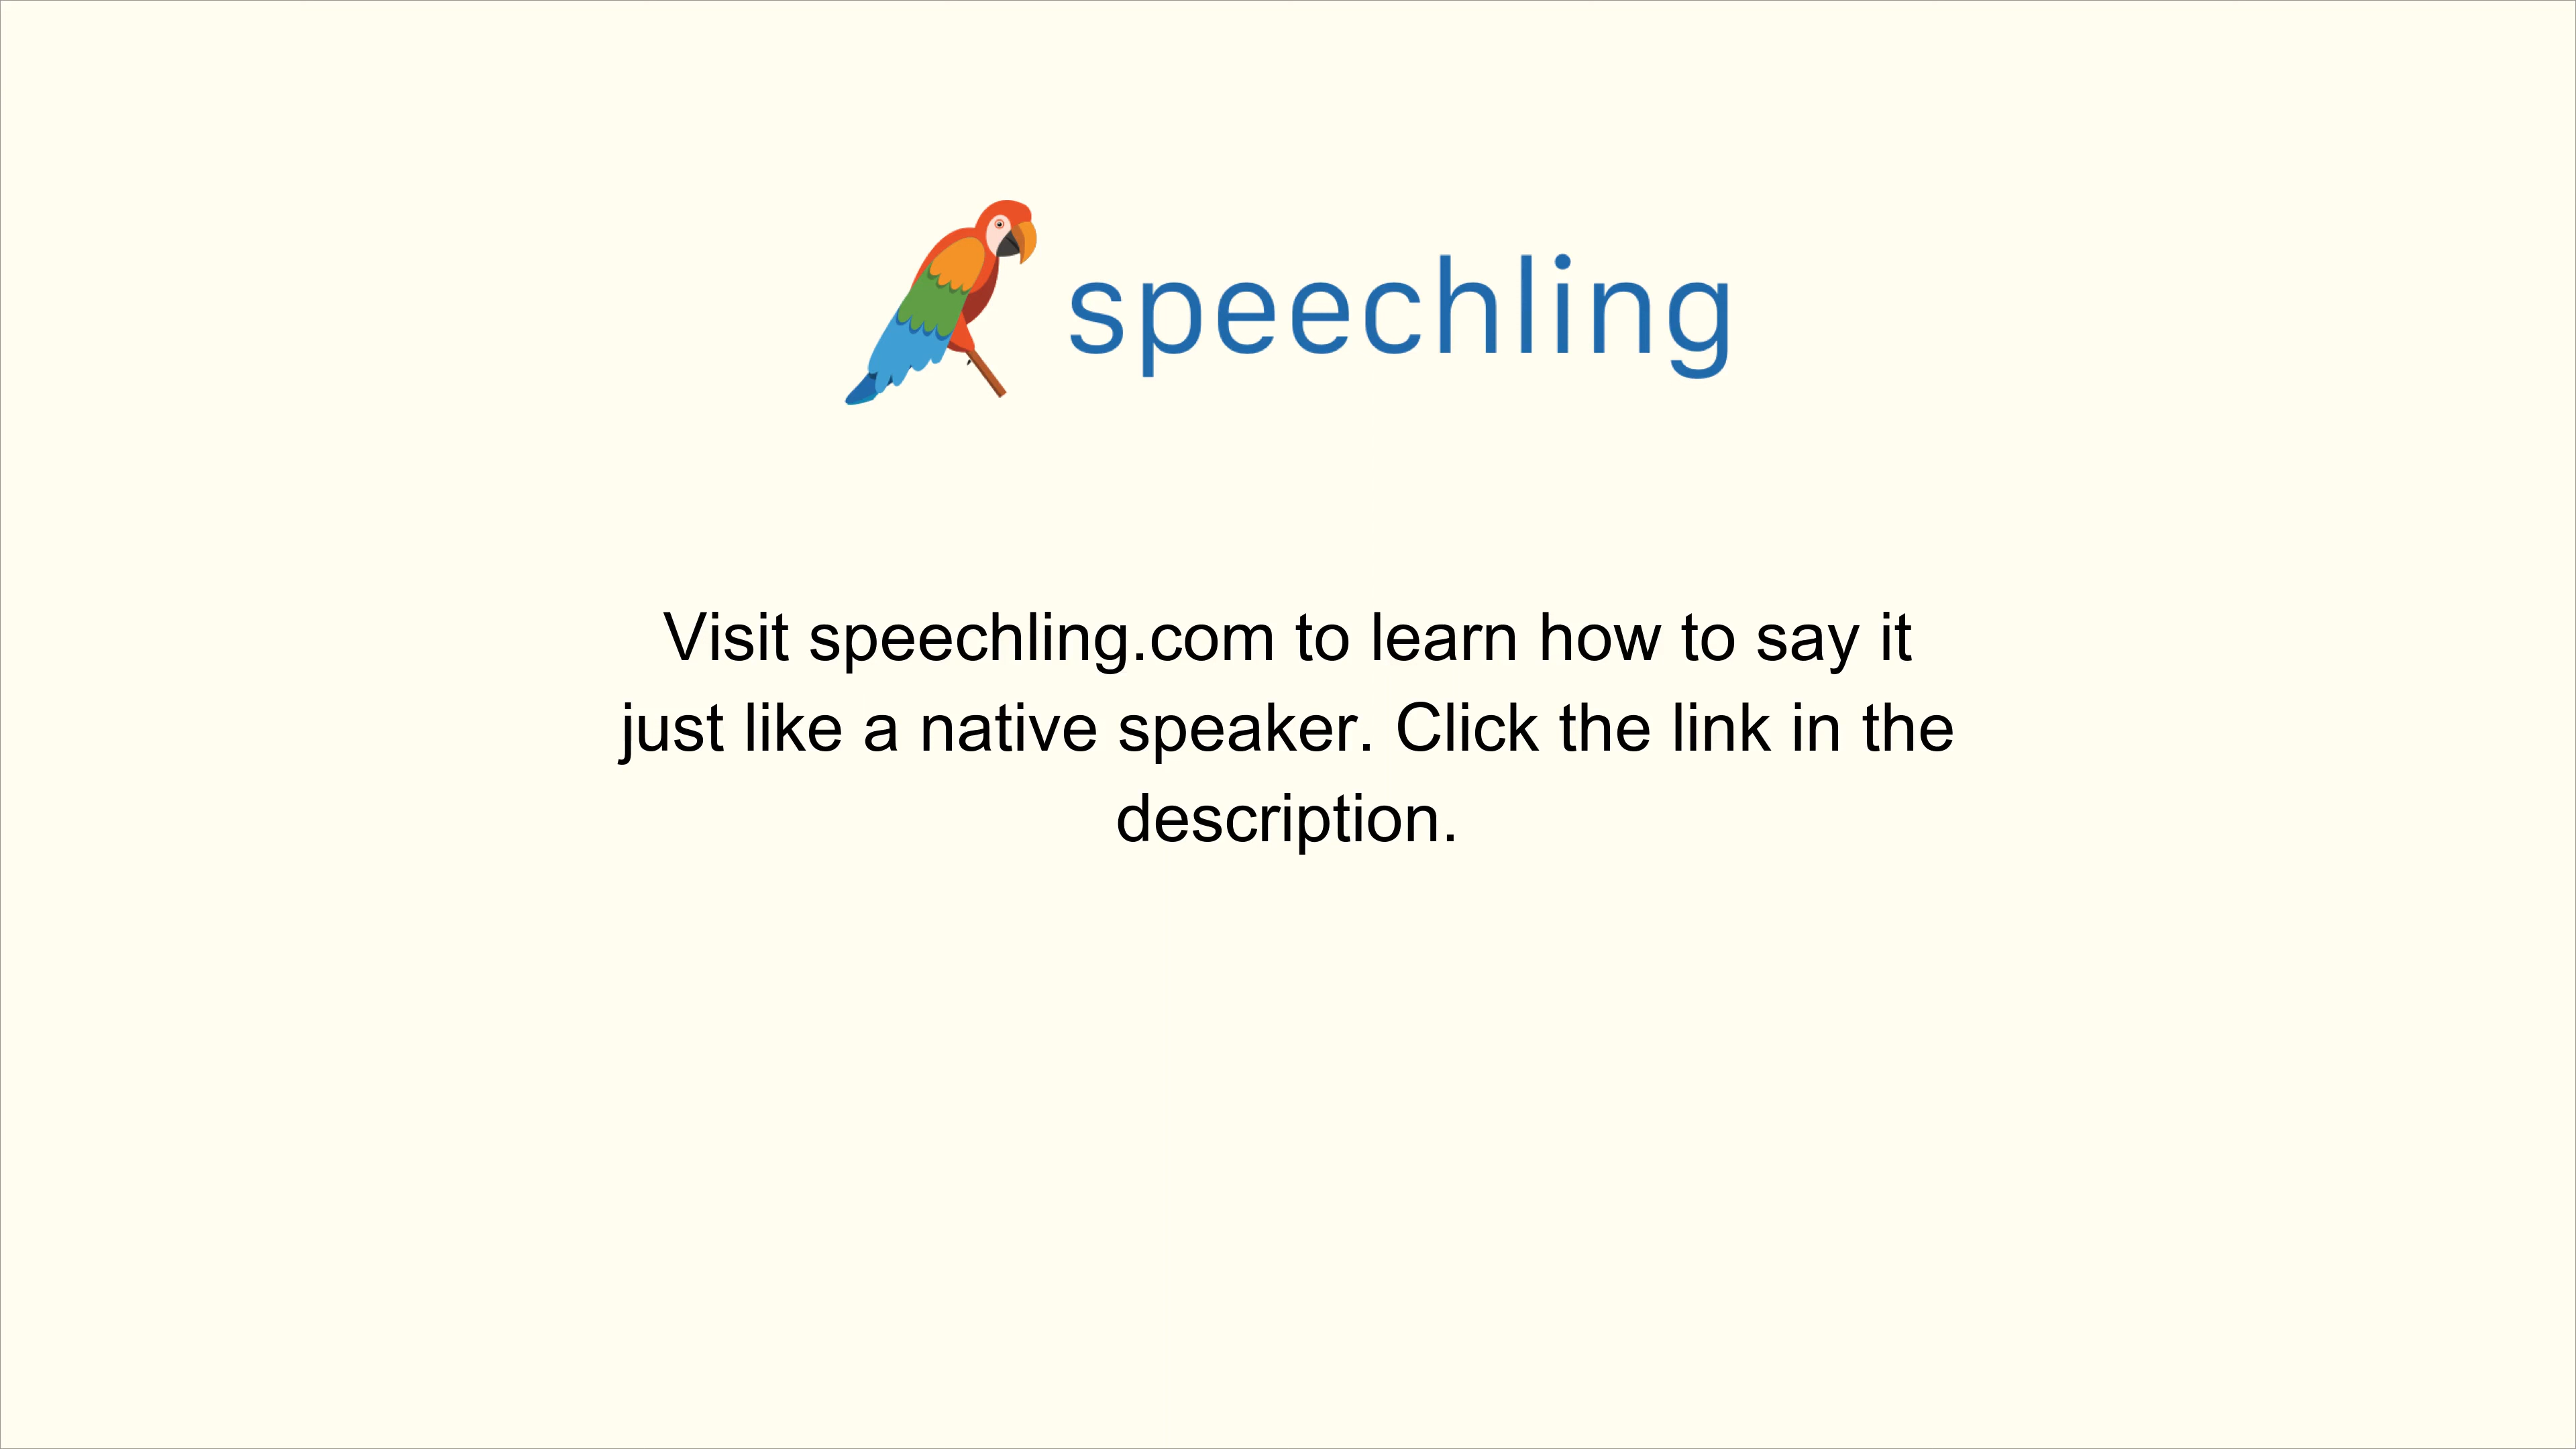 speechling
Visit speechling.com to learn how to say it
just like a native speaker. Click the link in the
description.